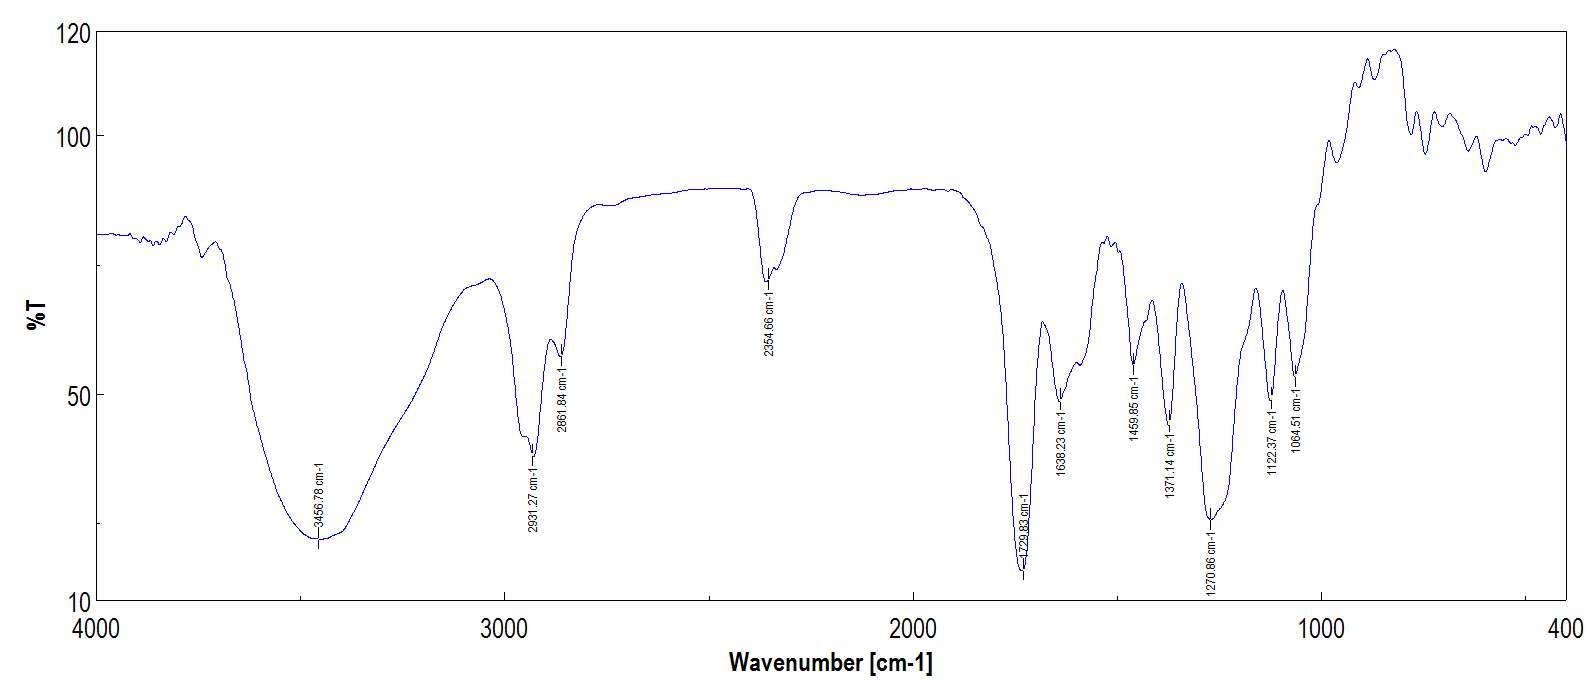 120
100
50
10
%T
3456.78 cm-1
2931.27 cm-1
2861.84 cm-1
2354.66 cm-1
1729.83 cm-1
1638.23 cm-1
1459.85 cm-1
1371.14 cm-1
1270.86 cm-1
1122.37 cm-1
1064.51 cm-1
4000
3000
2000
1000
400
Wavenumber [cm-1]